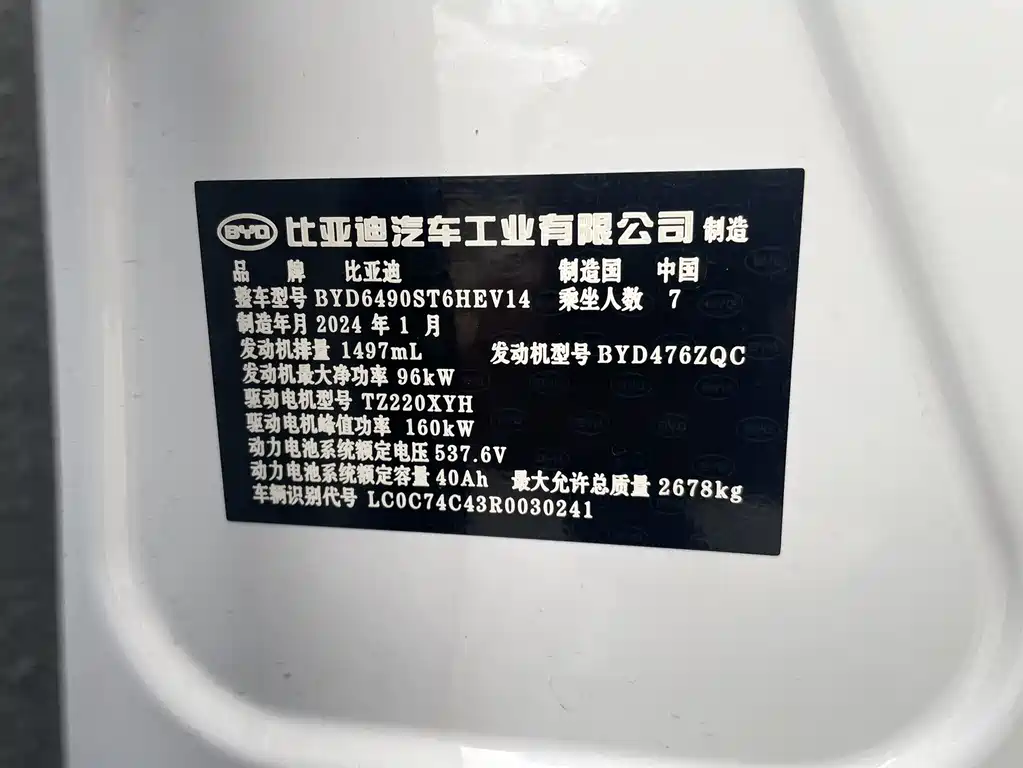 BYD 比亚迪汽车工业有限公司 制造
品 牌 比亚迪 制造国 中国
整车型号 BYD6490ST6HEV14 乘坐人数 7
制造年月 2024 年 1 月
发动机排量 1497mL 发动机型号 BYD476ZQC
发动机最大净功率 96kW
驱动电机型号 TZ220XYH
驱动电机峰值功率 160kW
动力电池系统额定电压 537.6V
动力电池系统额定容量 40Ah 最大允许总质量 2678kg
车辆识别代号 LC0C74C43R0030241